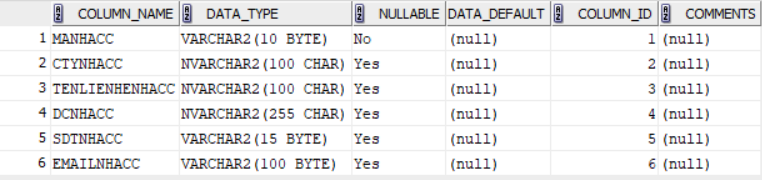 COLUMN_NAME DATA_TYPE NULLABLE DATA_DEFAULT COLUMN_ID COMMENTS
1 MANHACC VARCHAR2(10 BYTE) No (null) 1 (null)
2 CTYNHACC NVARCHAR2(100 CHAR) Yes (null) 2 (null)
3 TENLIENHENHACC NVARCHAR2(100 CHAR) Yes (null) 3 (null)
4 DCNHACC NVARCHAR2(255 CHAR) Yes (null) 4 (null)
5 SDTNHACC VARCHAR2(15 BYTE) Yes (null) 5 (null)
6 EMAILNHACC VARCHAR2(100 BYTE) Yes (null) 6 (null)